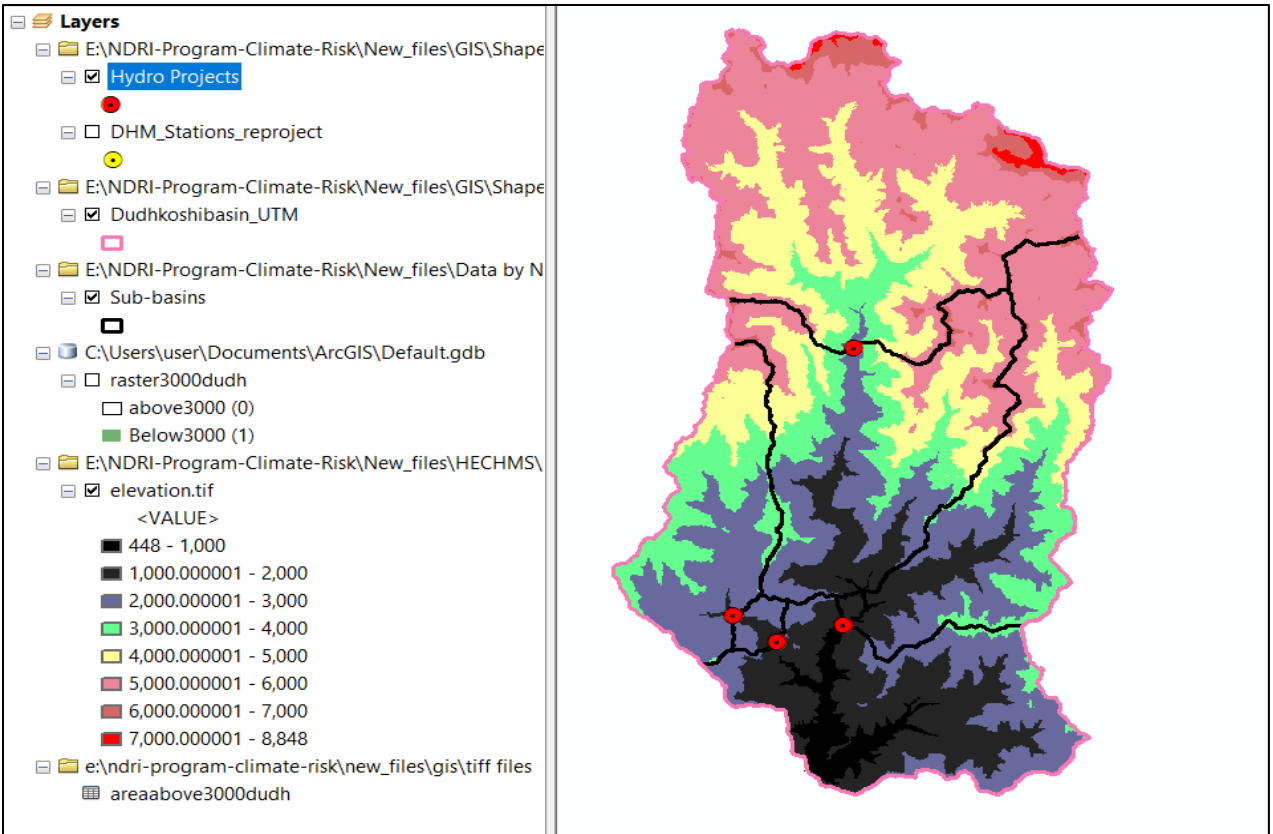 Layers
E:\NDRI-Program-Climate-Risk\New_files\GIS\Shape
Hydro Projects
DHM_Stations_reproject
E:\NDRI-Program-Climate-Risk\New_files\GIS\Shape
Dudhkoshibasin_UTM
E:\NDRI-Program-Climate-Risk\New_files\Data by N
Sub-basins
C:\Users\user\Documents\ArcGIS\Default.gdb
raster3000dudh
above3000 (0)
Below3000 (1)
E:\NDRI-Program-Climate-Risk\New_files\HECHMS\
elevation.tif
<VALUE>
448 - 1,000
1,000.000001 - 2,000
2,000.000001 - 3,000
3,000.000001 - 4,000
4,000.000001 - 5,000
5,000.000001 - 6,000
6,000.000001 - 7,000
7,000.000001 - 8,848
e:\ndri-program-climate-risk\new_files\gis\tiff files
areaabove3000dudh